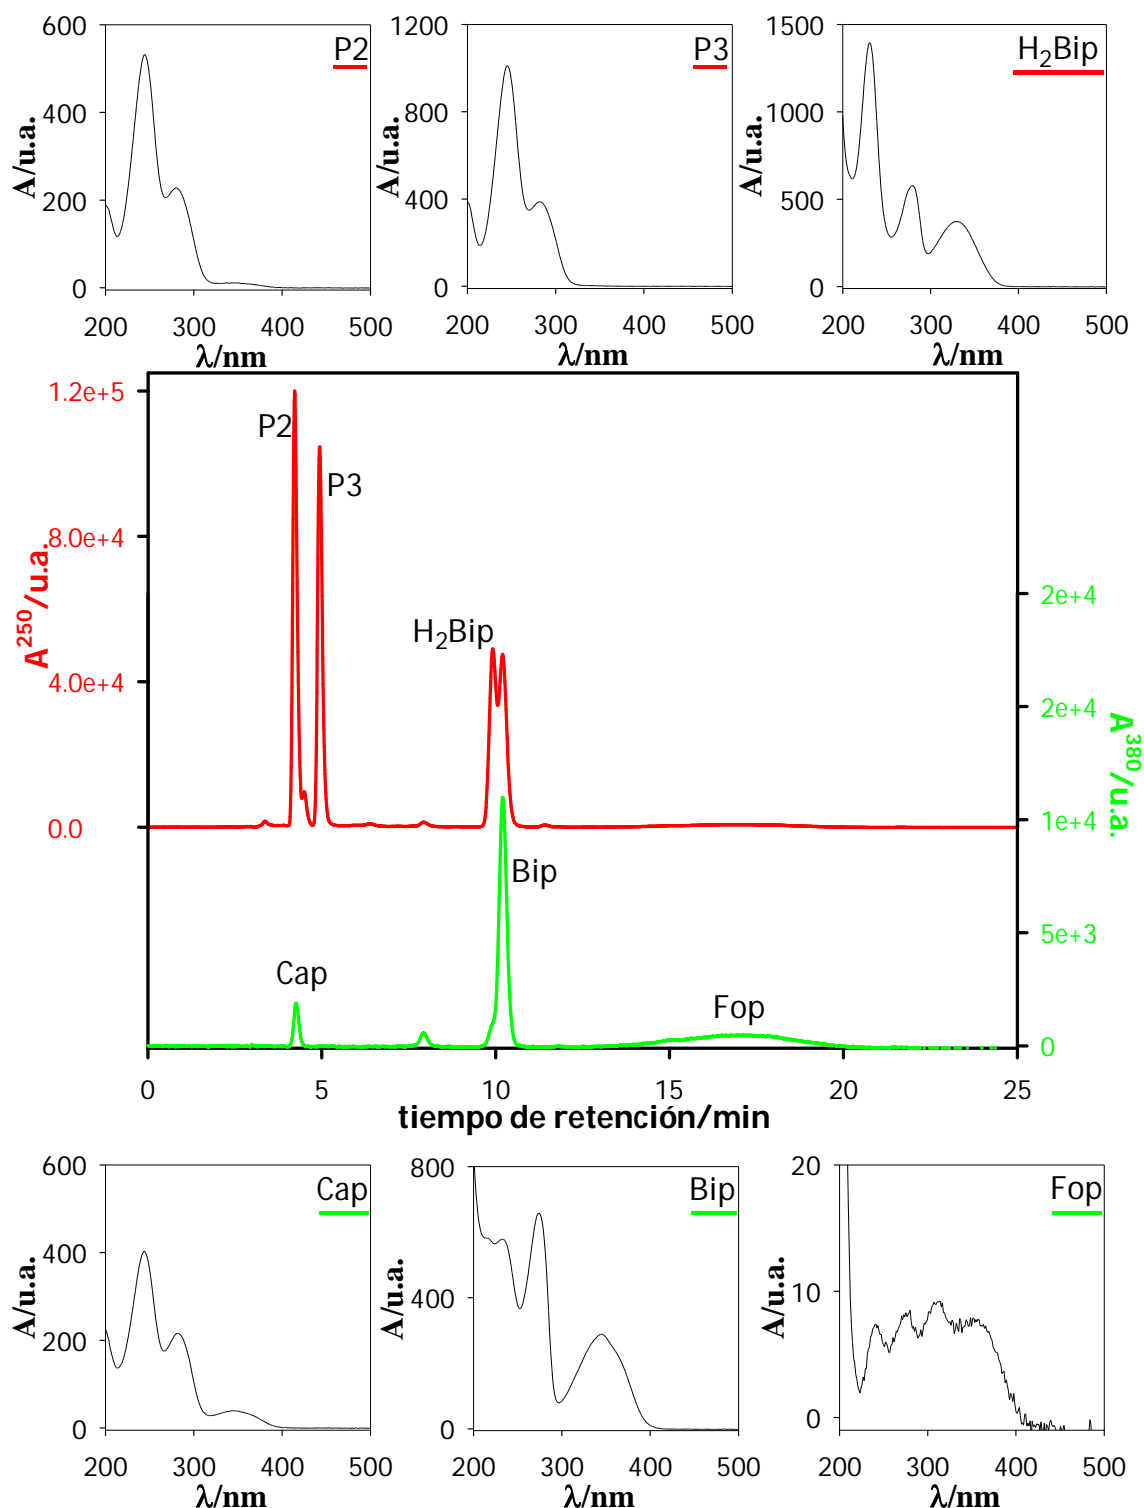 P2
600
400
200
0
A/u.a.
200 300 400 500
λ/nm
P3
1200
800
400
0
A/u.a.
200 300 400 500
λ/nm
H₂Bip
1500
1000
500
0
A/u.a.
200 300 400 500
λ/nm
1.2e+5
8.0e+4
4.0e+4
0.0
A²⁵⁰/u.a.
P2
P3
H₂Bip
Bip
Cap
Fop
2e+4
2e+4
1e+4
5e+3
0
A³⁸⁰/u.a.
0 5 10 15 20 25
tiempo de retención/min
Cap
600
400
200
0
A/u.a.
200 300 400 500
λ/nm
Bip
800
400
0
A/u.a.
200 300 400 500
λ/nm
Fop
20
10
0
A/u.a.
200 300 400 500
λ/nm